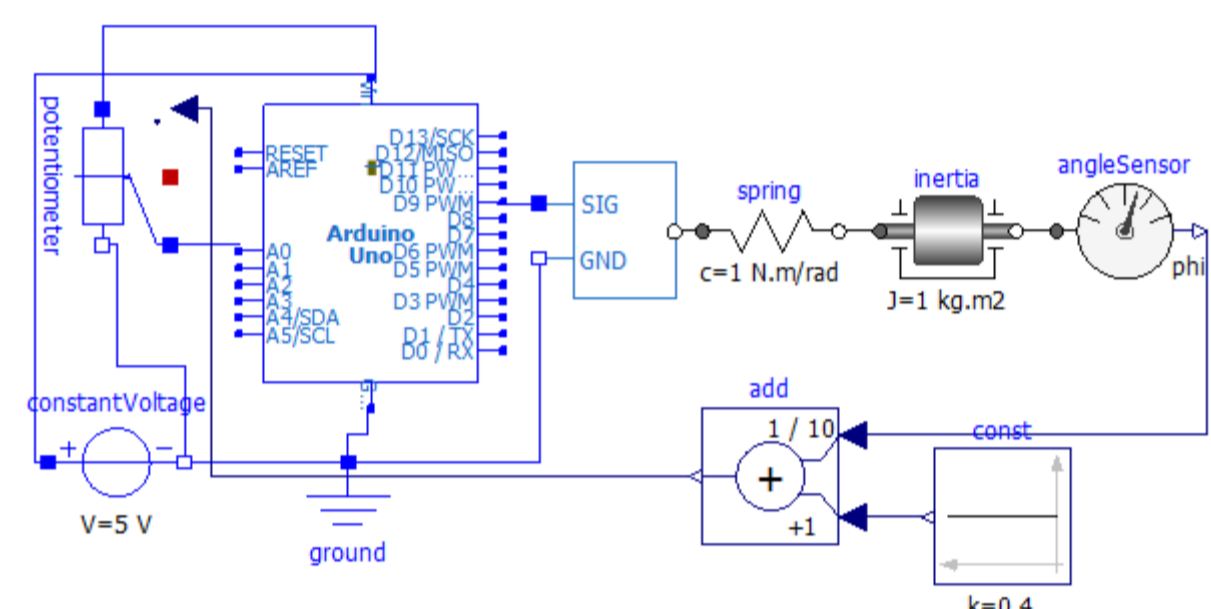 potentiometer
VI...
RESET
AREF
A0
A1
A2
A3
A4/SDA
A5/SCL
Arduino
Uno
D13/SCK
D12/MISO
D11 PW...
D10 PW...
D9 PWM
D8
D7
D6 PWM
D5 PWM
D4
D3 PWM
D2
D1 / TX
D0 / RX
G...
SIG
GND
spring
c=1 N.m/rad
inertia
J=1 kg.m2
angleSensor
phi
constantVoltage
+
−
V=5 V
ground
add
1 / 10
+
+1
const
k=0.4